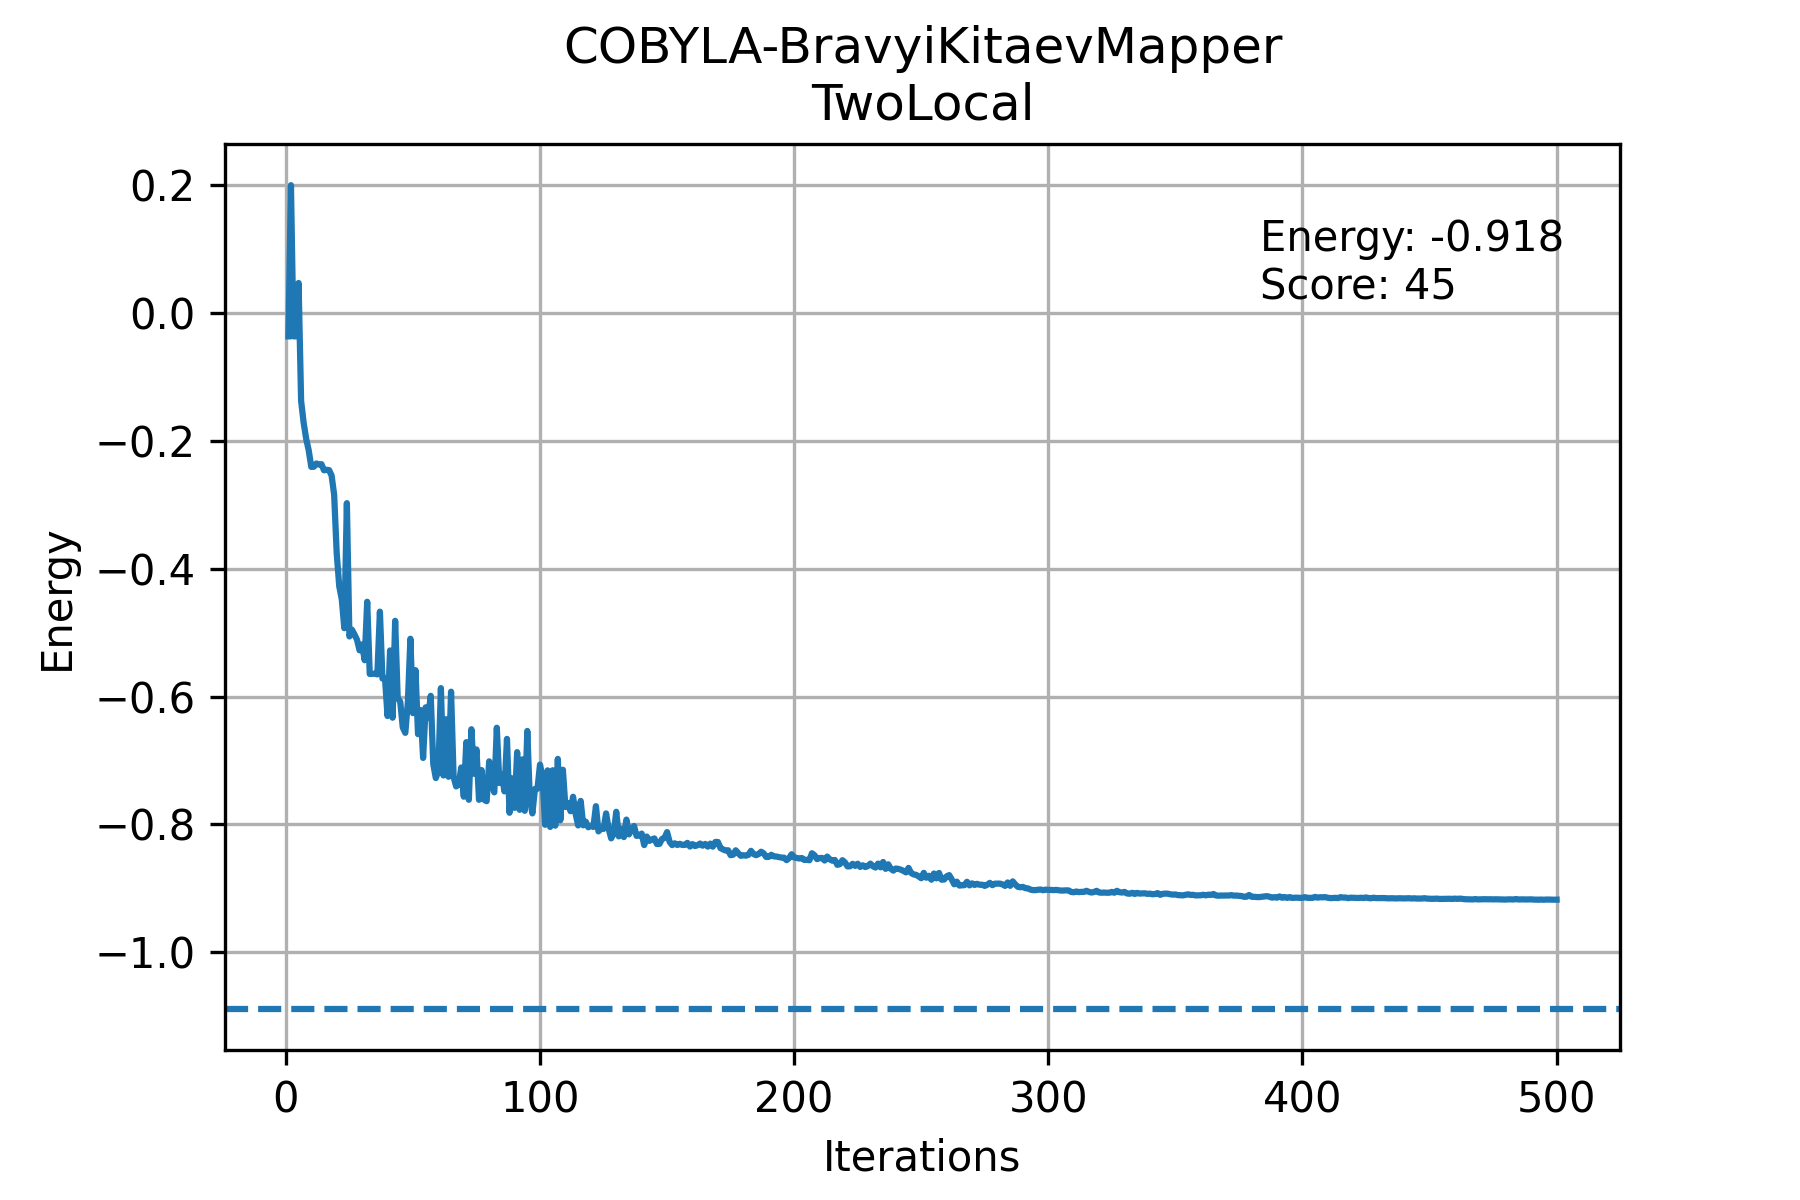 COBYLA-BravyiKitaevMapper
TwoLocal
Energy: -0.918
Score: 45
0.2
0.0
−0.2
−0.4
−0.6
−0.8
−1.0
Energy
0 100 200 300 400 500
Iterations